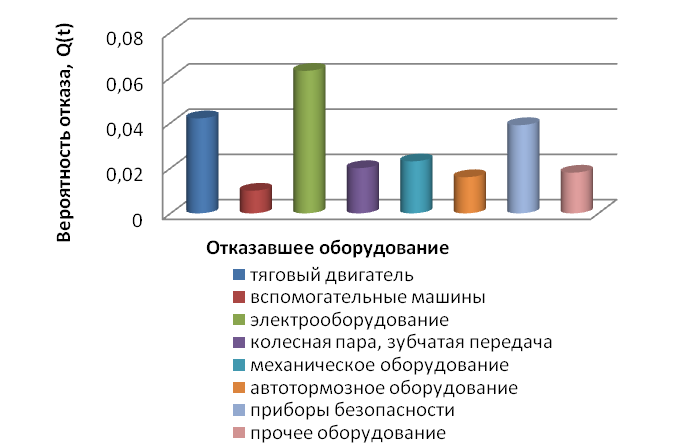 Вероятность отказа, Q(t)
0,08
0,06
0,04
0,02
0
Отказавшее оборудование
тяговый двигатель
вспомогательные машины
электрооборудование
колесная пара, зубчатая передача
механическое оборудование
автотормозное оборудование
приборы безопасности
прочее оборудование